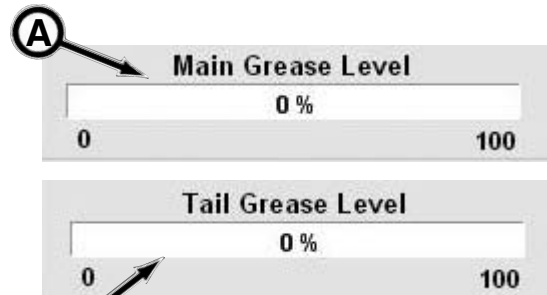 A
Main Grease Level
0 %
0 100
Tail Grease Level
0 %
0 100